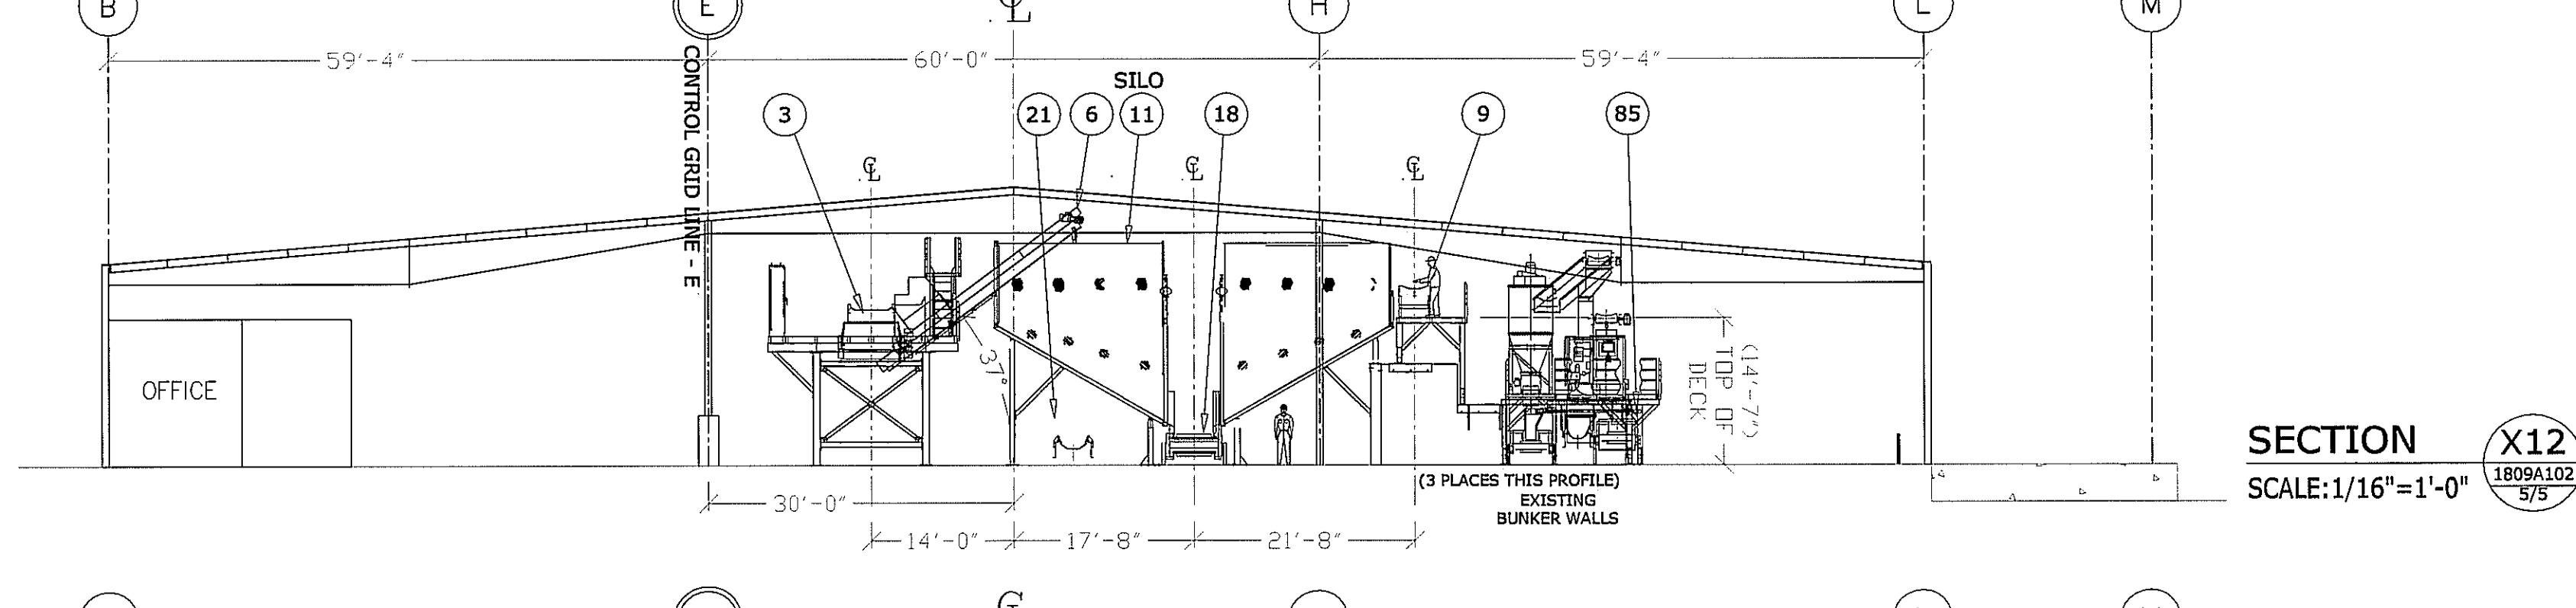 B
E
℄
H
L
M
59'-4"
60'-0"
59'-4"
CONTROL GRID LINE - E
SILO
3
21
6
11
18
9
85
℄
℄
℄
OFFICE
37°
(14'-7")
TOP OF
DECK
(3 PLACES THIS PROFILE)
EXISTING
BUNKER WALLS
30'-0"
14'-0"
17'-8"
21'-8"
SECTION
SCALE:1/16"=1'-0"
X12
1809A102
5/5